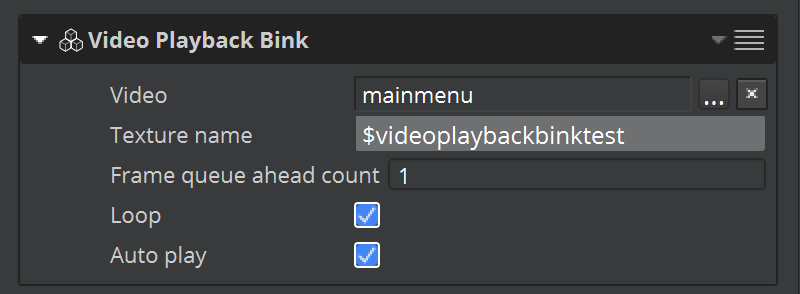 Video Playback Bink
Video mainmenu ...
Texture name $videoplaybackbinktest
Frame queue ahead count 1
Loop
Auto play